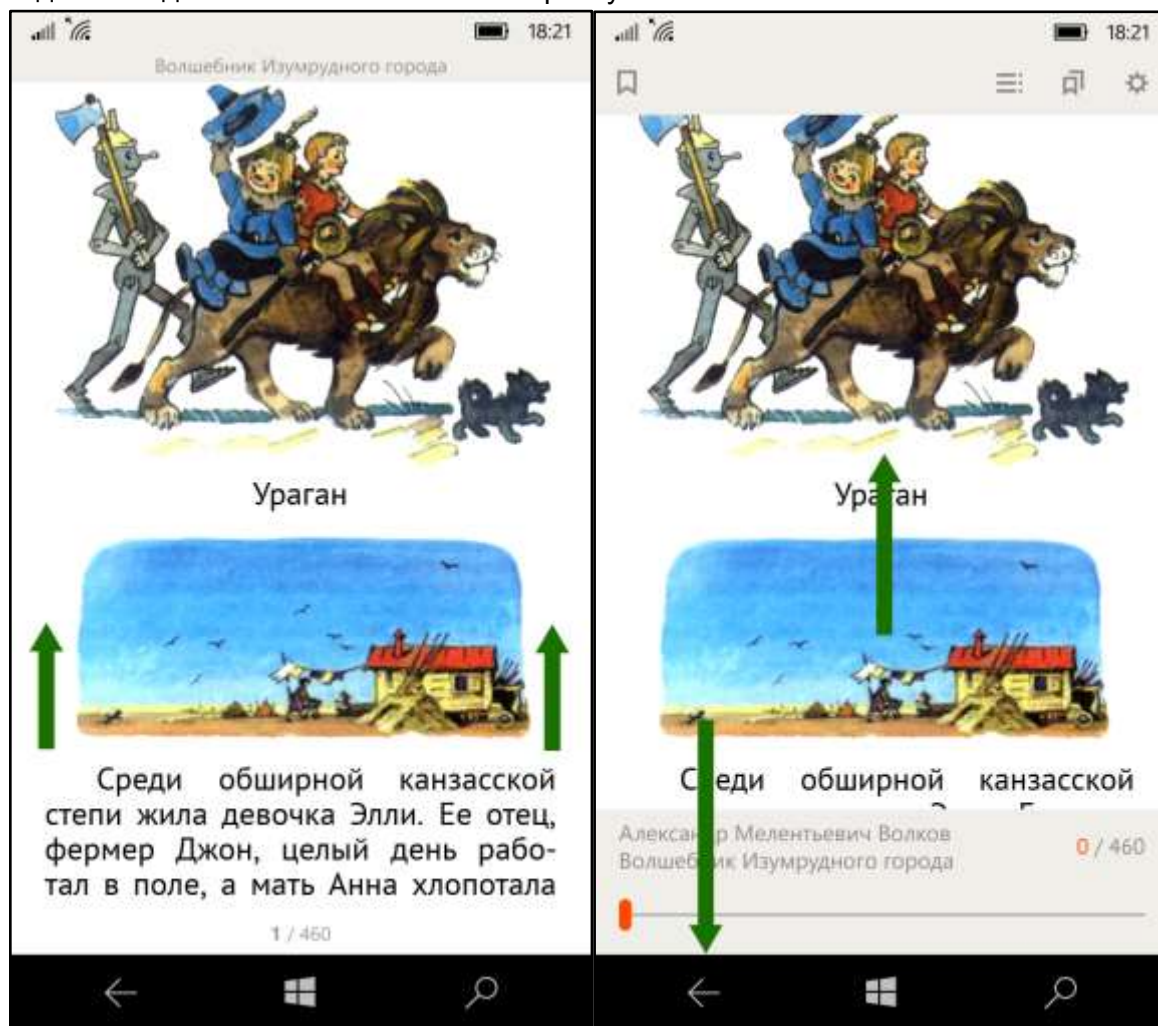 18:21
Волшебник Изумрудного города
Ураган
Среди обширной канзасской
степи жила девочка Элли. Ее отец,
фермер Джон, целый день рабо-
тал в поле, а мать Анна хлопотала
1 / 460
18:21
Ураган
Среди обширной канзасской
Александр Мелентьевич Волков
Волшебник Изумрудного города
0 / 460